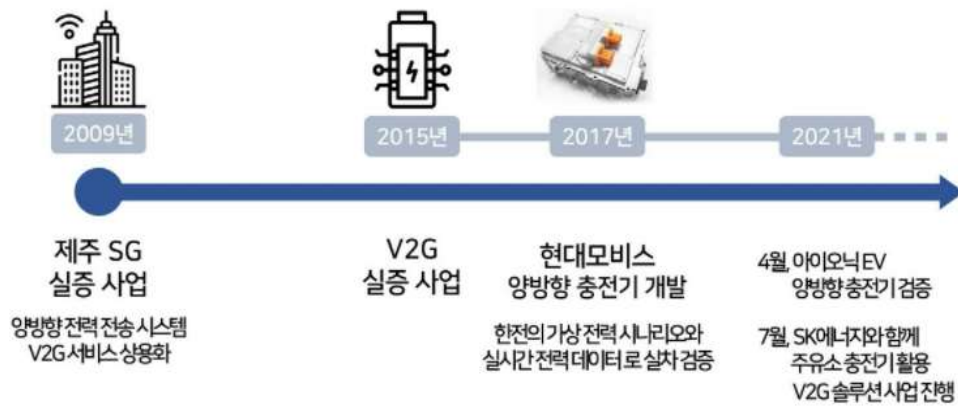 2009년
2015년
2017년
2021년
제주 SG
실증 사업
양방향 전력 전송 시스템
V2G 서비스 상용화
V2G
실증 사업
현대모비스
양방향 충전기 개발
한전의 가상 전력 시나리오와
실시간 전력 데이터 로 실차 검증
4월, 아이오닉 EV
양방향 충전기 검증
7월, SK에너지와 함께
주유소 충전기 활용
V2G 솔루션 사업 진행